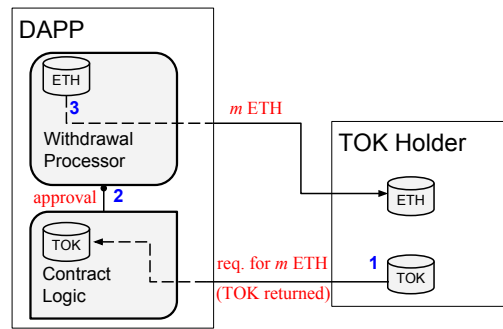 DAPP
ETH
3
m ETH
Withdrawal
Processor
TOK Holder
approval
2
ETH
TOK
req. for m ETH
1
Contract
Logic
(TOK returned)
TOK